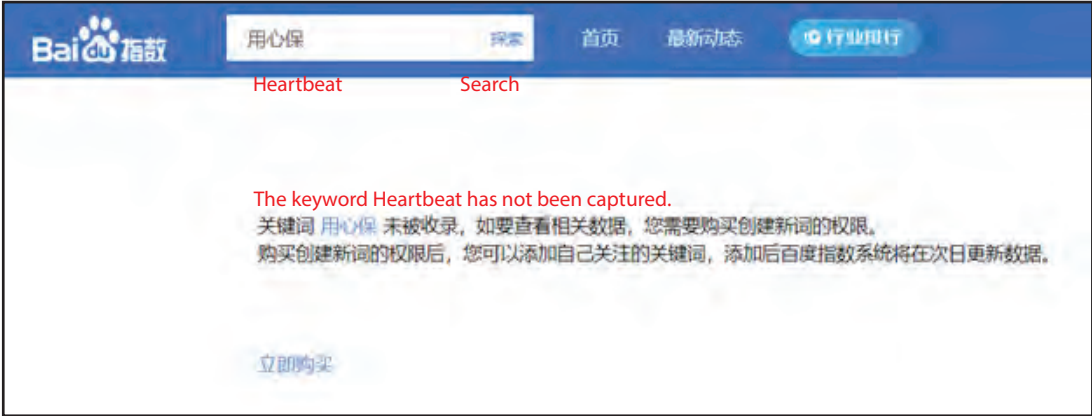 Bai du 指数 用心保 探索 首页 最新动态 行业排行
Heartbeat Search
The keyword Heartbeat has not been captured.
关键词 用心保 未被收录，如要查看相关数据，您需要购买创建新词的权限。
购买创建新词的权限后，您可以添加自己关注的关键词，添加后百度指数系统将在次日更新数据。
立即购买